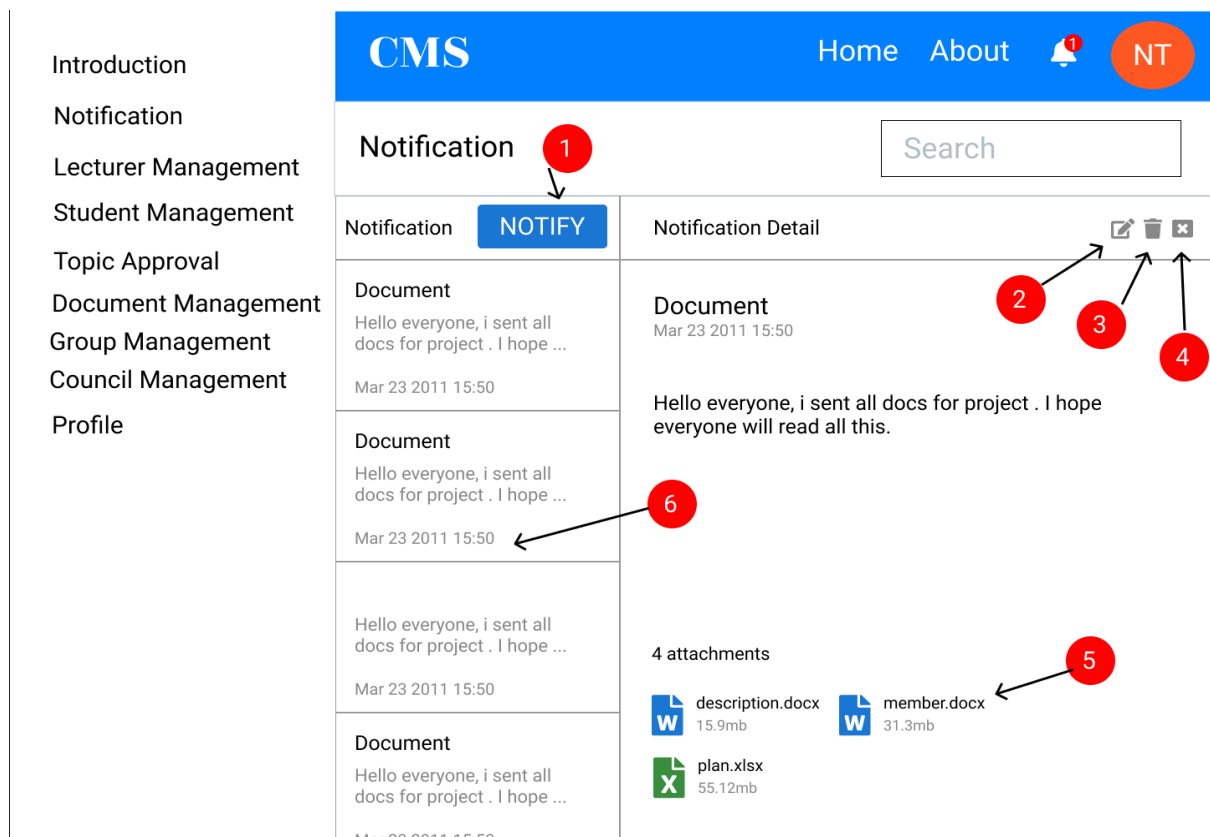 Introduction
Notification
Lecturer Management
Student Management
Topic Approval
Document Management
Group Management
Council Management
Profile
CMS
Home About 1 NT
Notification 1
Search
Notification NOTIFY
Document
Hello everyone, i sent all
docs for project . I hope ...
Mar 23 2011 15:50
Document
Hello everyone, i sent all
docs for project . I hope ...
Mar 23 2011 15:50
6
Hello everyone, i sent all
docs for project . I hope ...
Mar 23 2011 15:50
Document
Hello everyone, i sent all
docs for project . I hope ...
Notification Detail
2
3
4
Document
Mar 23 2011 15:50
Hello everyone, i sent all docs for project . I hope
everyone will read all this.
4 attachments
5
W description.docx
15.9mb
W member.docx
31.3mb
X plan.xlsx
55.12mb